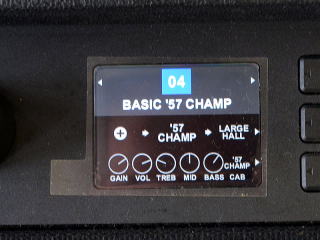 04
BASIC '57 CHAMP
'57 CHAMP LARGE HALL
GAIN VOL TREB MID BASS '57 CHAMP CAB